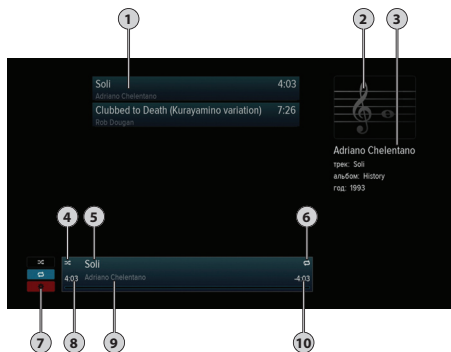 1
2
3
Soli 4:03
Adriano Chelentano
Clubbed to Death (Kurayamino variation) 7:26
Rob Dougan
Adriano Chelentano
трек: Soli
альбом: History
год: 1993
4
5
6
Soli
4:03 Adriano Chelentano -4:03
7
8
9
10